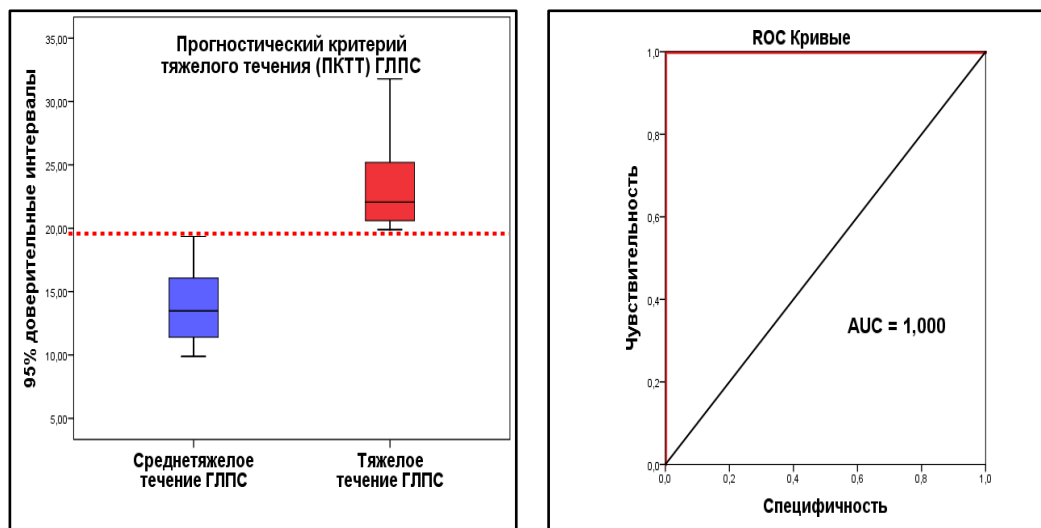 Прогностический критерий
тяжелого течения (ПКТТ) ГЛПС
95% доверительные интервалы
35,00
30,00
25,00
20,00
15,00
10,00
5,00
Среднетяжелое
течение ГЛПС
Тяжелое
течение ГЛПС
ROC Кривые
Чувствительность
1,0
0,8
0,6
0,4
0,2
0,0
AUC = 1,000
0,0 0,2 0,4 0,6 0,8 1,0
Специфичность